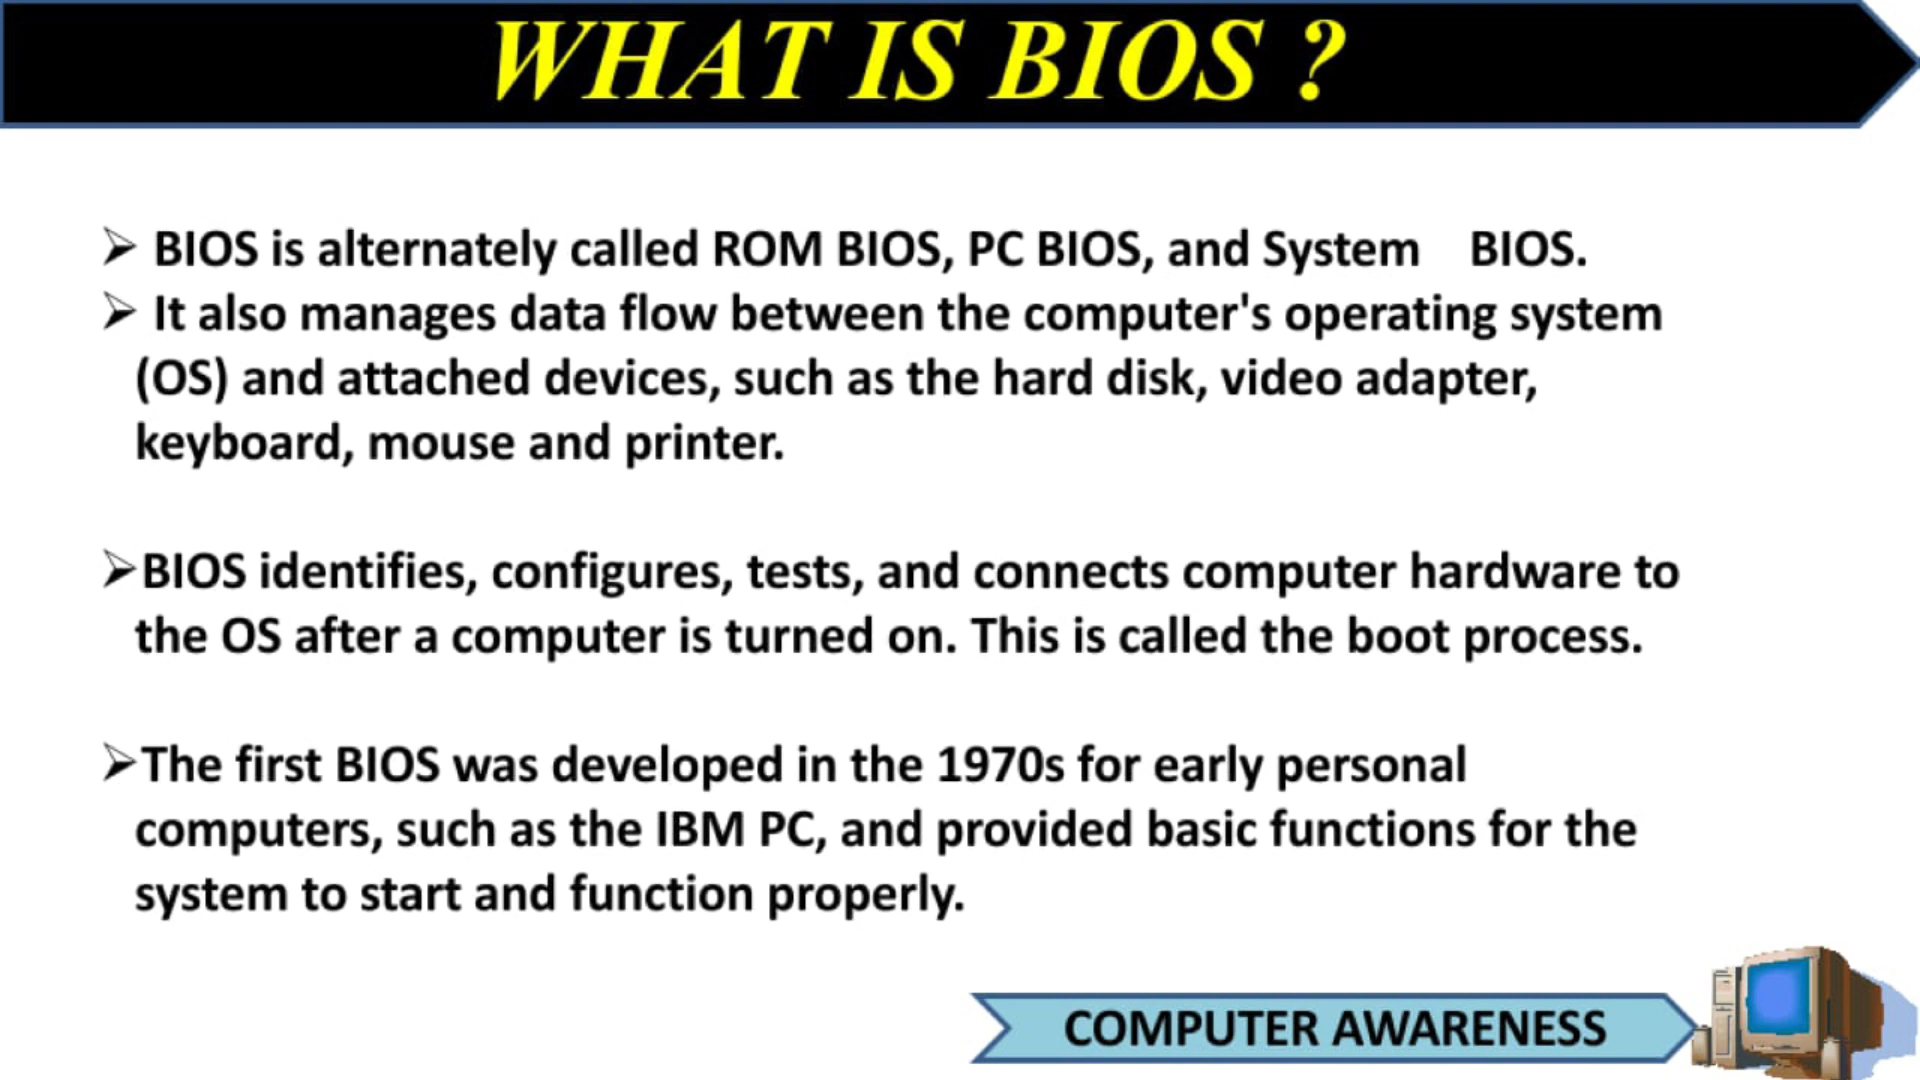 WHAT IS BIOS ?
➢ BIOS is alternately called ROM BIOS, PC BIOS, and System BIOS.
➢ It also manages data flow between the computer's operating system
(OS) and attached devices, such as the hard disk, video adapter,
keyboard, mouse and printer.
➢BIOS identifies, configures, tests, and connects computer hardware to
the OS after a computer is turned on. This is called the boot process.
➢The first BIOS was developed in the 1970s for early personal
computers, such as the IBM PC, and provided basic functions for the
system to start and function properly.
COMPUTER AWARENESS